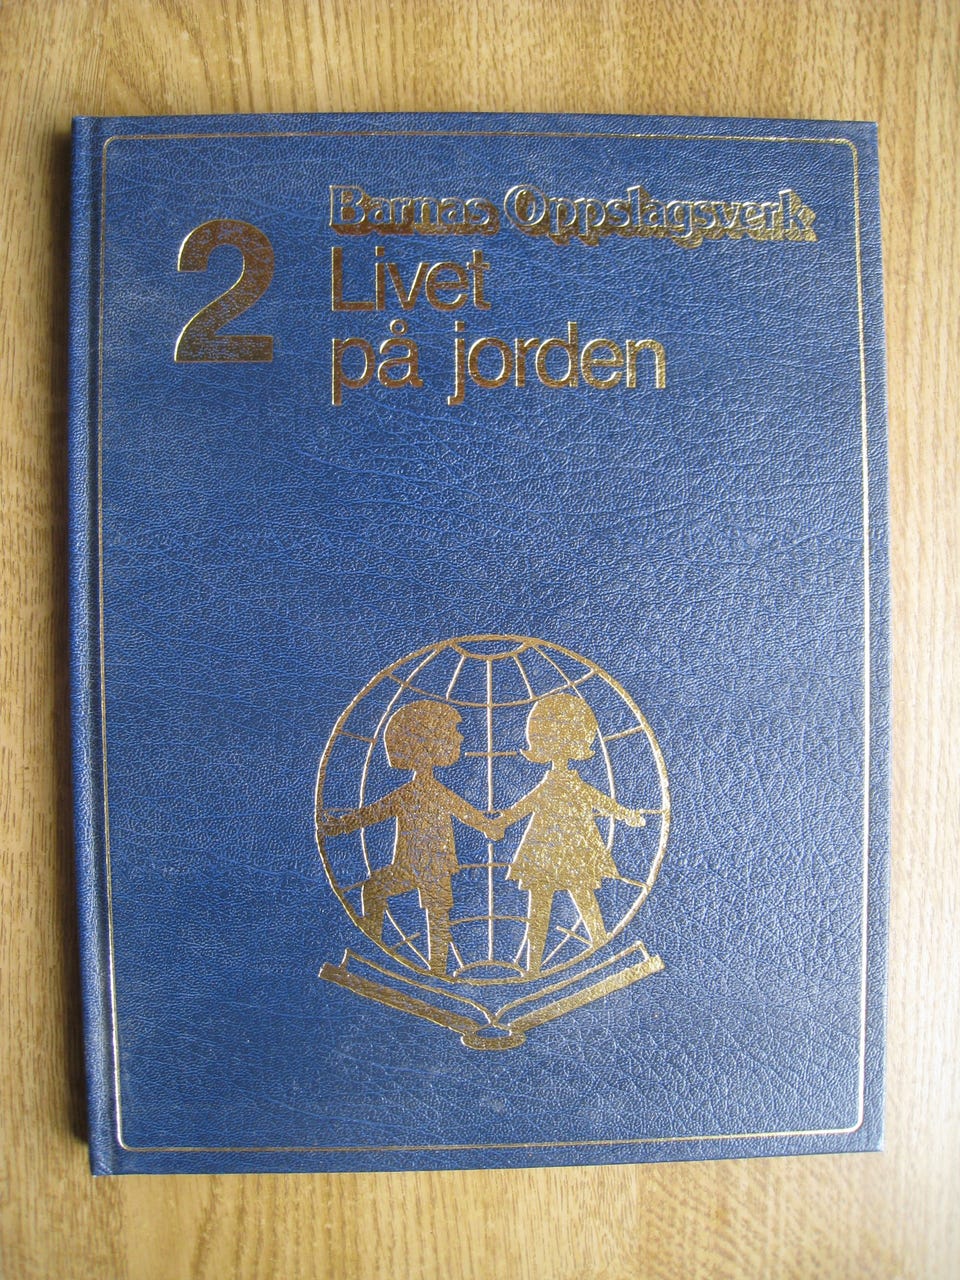 2
Barnas Oppslagsverk
Livet
på jorden